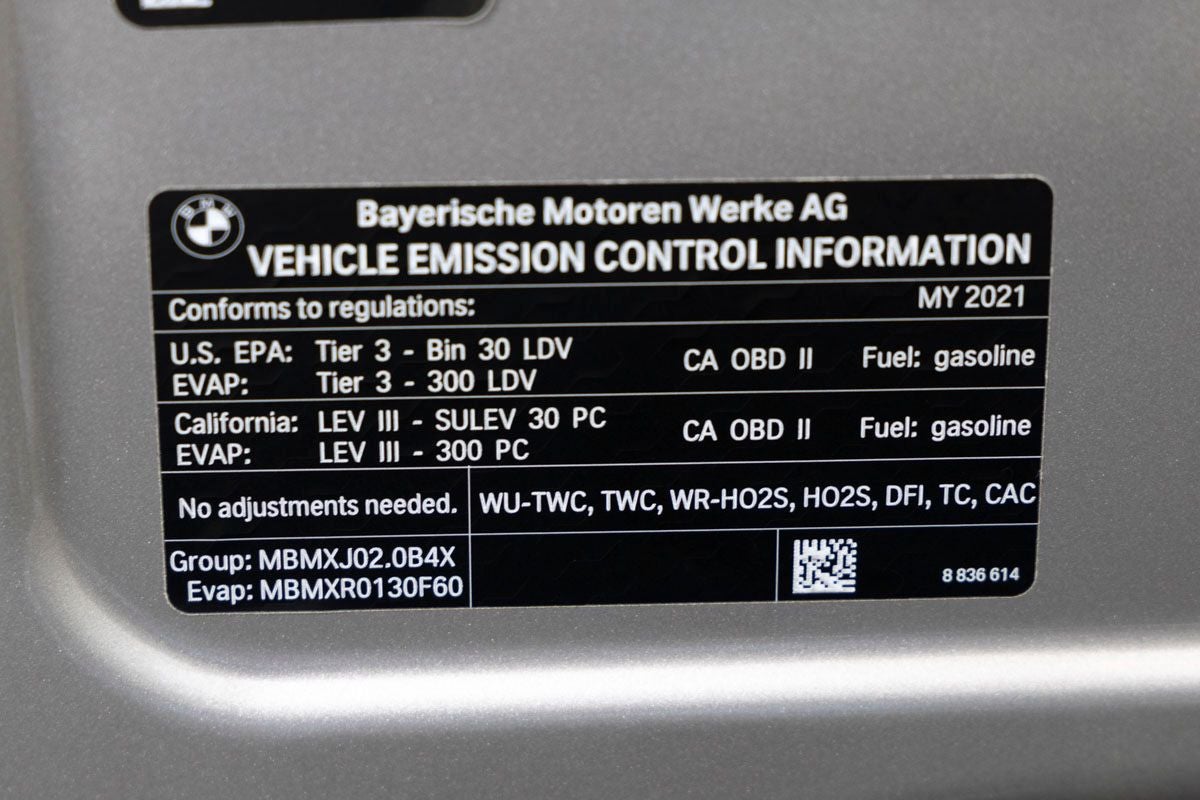 BMW
Bayerische Motoren Werke AG
VEHICLE EMISSION CONTROL INFORMATION
Conforms to regulations: MY 2021
U.S. EPA: Tier 3 - Bin 30 LDV CA OBD II Fuel: gasoline
EVAP: Tier 3 - 300 LDV
California: LEV III - SULEV 30 PC CA OBD II Fuel: gasoline
EVAP: LEV III - 300 PC
No adjustments needed. WU-TWC, TWC, WR-HO2S, HO2S, DFI, TC, CAC
Group: MBMXJ02.0B4X
Evap: MBMXR0130F60
8 836 614